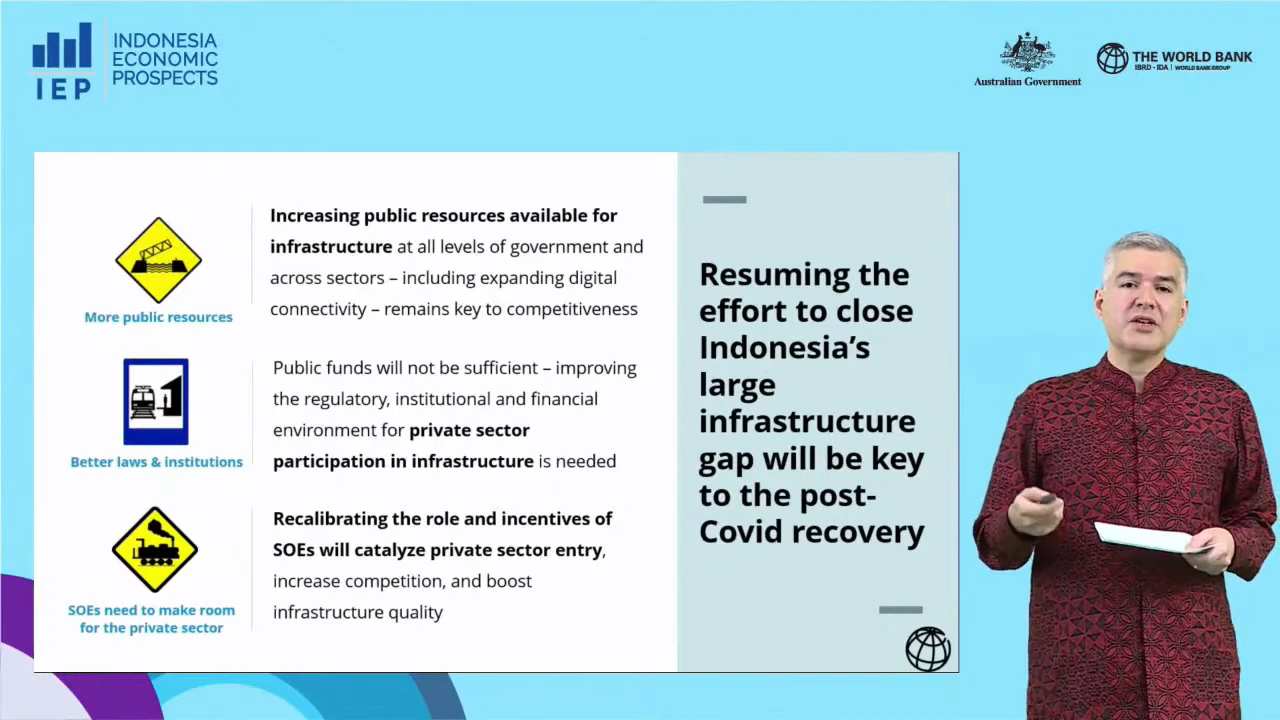 INDONESIA
ECONOMIC
PROSPECTS
IEP
Australian Government
THE WORLD BANK
IBRD • IDA | WORLD BANK GROUP
Increasing public resources available for
infrastructure at all levels of government and
across sectors – including expanding digital
connectivity – remains key to competitiveness
More public resources
Public funds will not be sufficient – improving
the regulatory, institutional and financial
environment for private sector
participation in infrastructure is needed
Better laws & institutions
Recalibrating the role and incentives of
SOEs will catalyze private sector entry,
increase competition, and boost
infrastructure quality
SOEs need to make room
for the private sector
Resuming the
effort to close
Indonesia’s
large
infrastructure
gap will be key
to the post-
Covid recovery